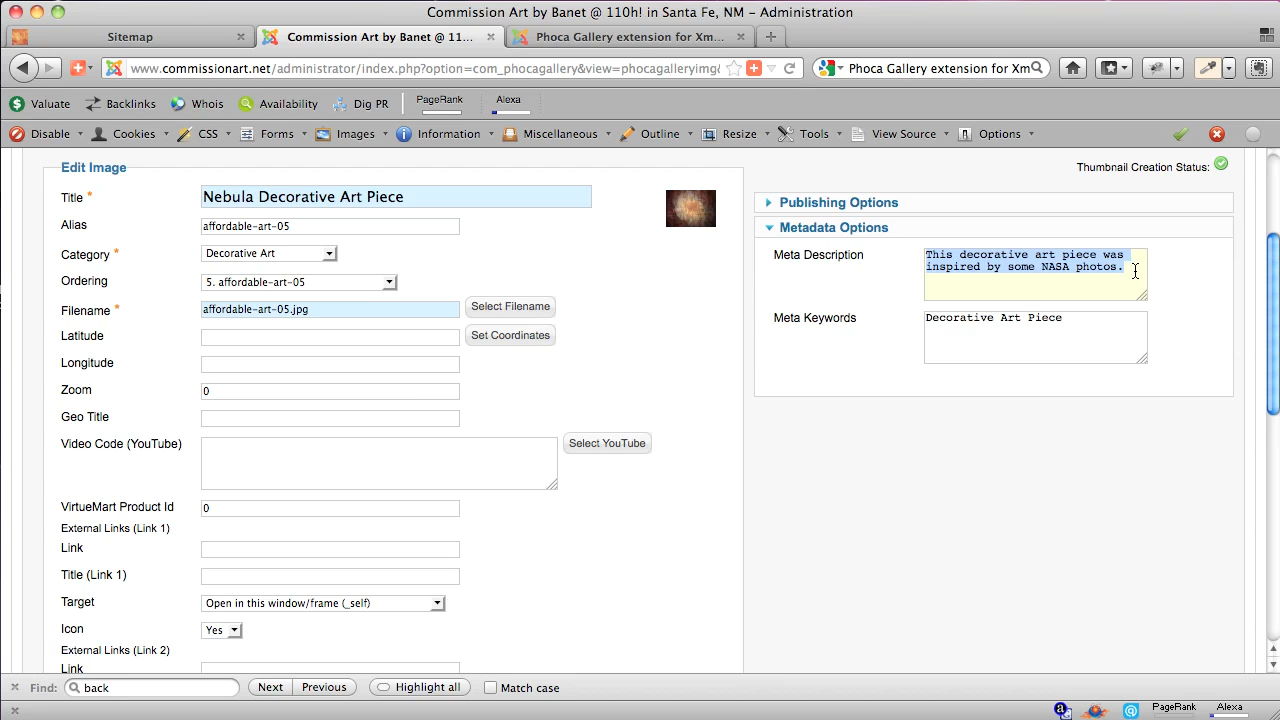 Commission Art by Banet @ 110h! in Santa Fe, NM – Administration
Sitemap
Commission Art by Banet @ 11...
Phoca Gallery extension for Xm...
www.commissionart.net/administrator/index.php?option=com_phocagallery&view=phocagalleryimg
Phoca Gallery extension for Xm
Valuate
Backlinks
Whois
Availability
Dig PR
PageRank
Alexa
Disable
Cookies
CSS
Forms
Images
Information
Miscellaneous
Outline
Resize
Tools
View Source
Options
Edit Image
Thumbnail Creation Status:
Title *
Nebula Decorative Art Piece
Alias
affordable-art-05
Category *
Decorative Art
Ordering
5. affordable-art-05
Filename *
affordable-art-05.jpg
Select Filename
Latitude
Set Coordinates
Longitude
Zoom
0
Geo Title
Video Code (YouTube)
Select YouTube
VirtueMart Product Id
0
External Links (Link 1)
Link
Title (Link 1)
Target
Open in this window/frame (_self)
Icon
Yes
External Links (Link 2)
Link
Publishing Options
Metadata Options
Meta Description
This decorative art piece was
inspired by some NASA photos.
Meta Keywords
Decorative Art Piece
Find:
back
Next
Previous
Highlight all
Match case
PageRank
Alexa